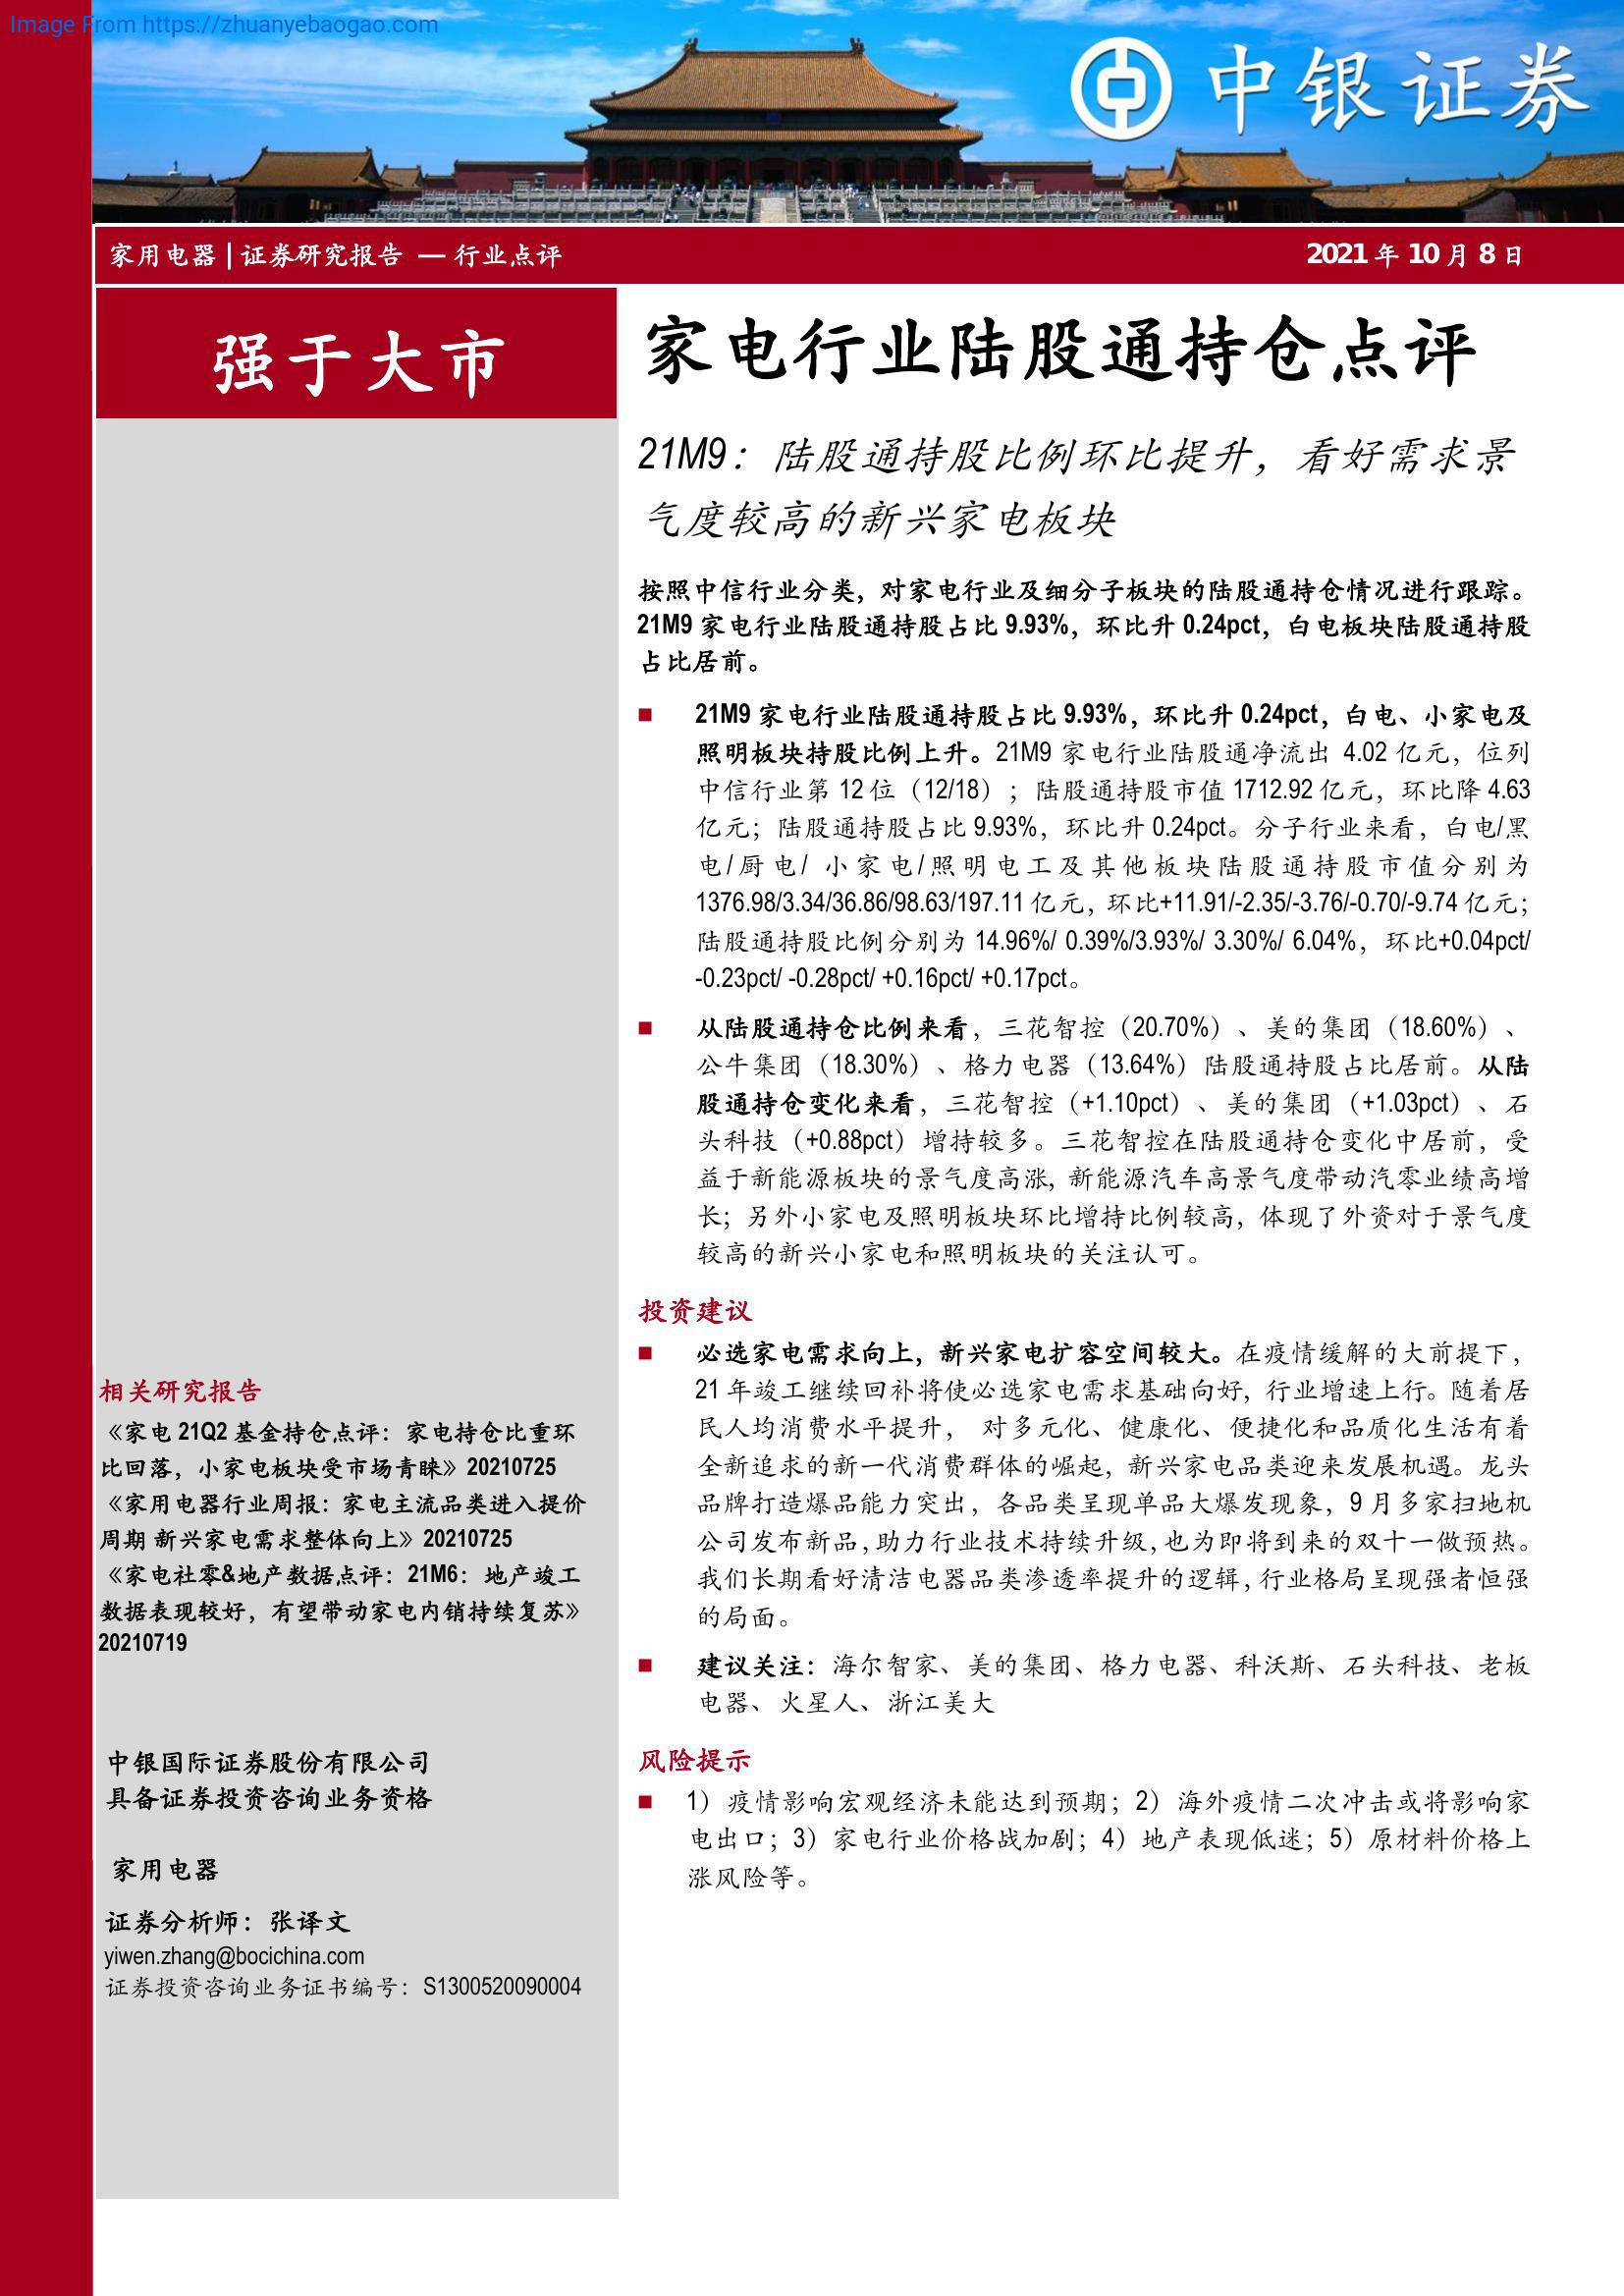 Image From https://zhuanyebaogao.com
中银证券
家用电器 | 证券研究报告 — 行业点评
2021 年 10 月 8 日
强于大市
家电行业陆股通持仓点评
21M9：陆股通持股比例环比提升，看好需求景
气度较高的新兴家电板块
按照中信行业分类，对家电行业及细分子板块的陆股通持仓情况进行跟踪。
21M9 家电行业陆股通持股占比 9.93%，环比升 0.24pct，白电板块陆股通持股
占比居前。
■ 21M9 家电行业陆股通持股占比 9.93%，环比升 0.24pct，白电、小家电及
照明板块持股比例上升。21M9 家电行业陆股通净流出 4.02 亿元，位列
中信行业第 12 位（12/18）；陆股通持股市值 1712.92 亿元，环比降 4.63
亿元；陆股通持股占比 9.93%，环比升 0.24pct。分子行业来看，白电/黑
电/厨电/ 小家电/照明电工及其他板块陆股通持股市值分别为
1376.98/3.34/36.86/98.63/197.11 亿元，环比+11.91/-2.35/-3.76/-0.70/-9.74 亿元；
陆股通持股比例分别为 14.96%/ 0.39%/3.93%/ 3.30%/ 6.04%，环比+0.04pct/
-0.23pct/ -0.28pct/ +0.16pct/ +0.17pct。
■ 从陆股通持仓比例来看，三花智控（20.70%）、美的集团（18.60%）、
公牛集团（18.30%）、格力电器（13.64%）陆股通持股占比居前。从陆
股通持仓变化来看，三花智控（+1.10pct）、美的集团（+1.03pct）、石
头科技（+0.88pct）增持较多。三花智控在陆股通持仓变化中居前，受
益于新能源板块的景气度高涨，新能源汽车高景气度带动汽零业绩高增
长；另外小家电及照明板块环比增持比例较高，体现了外资对于景气度
较高的新兴小家电和照明板块的关注认可。
投资建议
■ 必选家电需求向上，新兴家电扩容空间较大。在疫情缓解的大前提下，
21 年竣工继续回补将使必选家电需求基础向好，行业增速上行。随着居
民人均消费水平提升， 对多元化、健康化、便捷化和品质化生活有着
全新追求的新一代消费群体的崛起，新兴家电品类迎来发展机遇。龙头
品牌打造爆品能力突出，各品类呈现单品大爆发现象，9 月多家扫地机
公司发布新品，助力行业技术持续升级，也为即将到来的双十一做预热。
我们长期看好清洁电器品类渗透率提升的逻辑，行业格局呈现强者恒强
的局面。
■ 建议关注：海尔智家、美的集团、格力电器、科沃斯、石头科技、老板
电器、火星人、浙江美大
风险提示
■ 1）疫情影响宏观经济未能达到预期；2）海外疫情二次冲击或将影响家
电出口；3）家电行业价格战加剧；4）地产表现低迷；5）原材料价格上
涨风险等。
相关研究报告
《家电 21Q2 基金持仓点评：家电持仓比重环
比回落，小家电板块受市场青睐》20210725
《家用电器行业周报：家电主流品类进入提价
周期 新兴家电需求整体向上》20210725
《家电社零&地产数据点评：21M6：地产竣工
数据表现较好，有望带动家电内销持续复苏》
20210719
中银国际证券股份有限公司
具备证券投资咨询业务资格
家用电器
证券分析师：张译文
yiwen.zhang@bocichina.com
证券投资咨询业务证书编号：S1300520090004